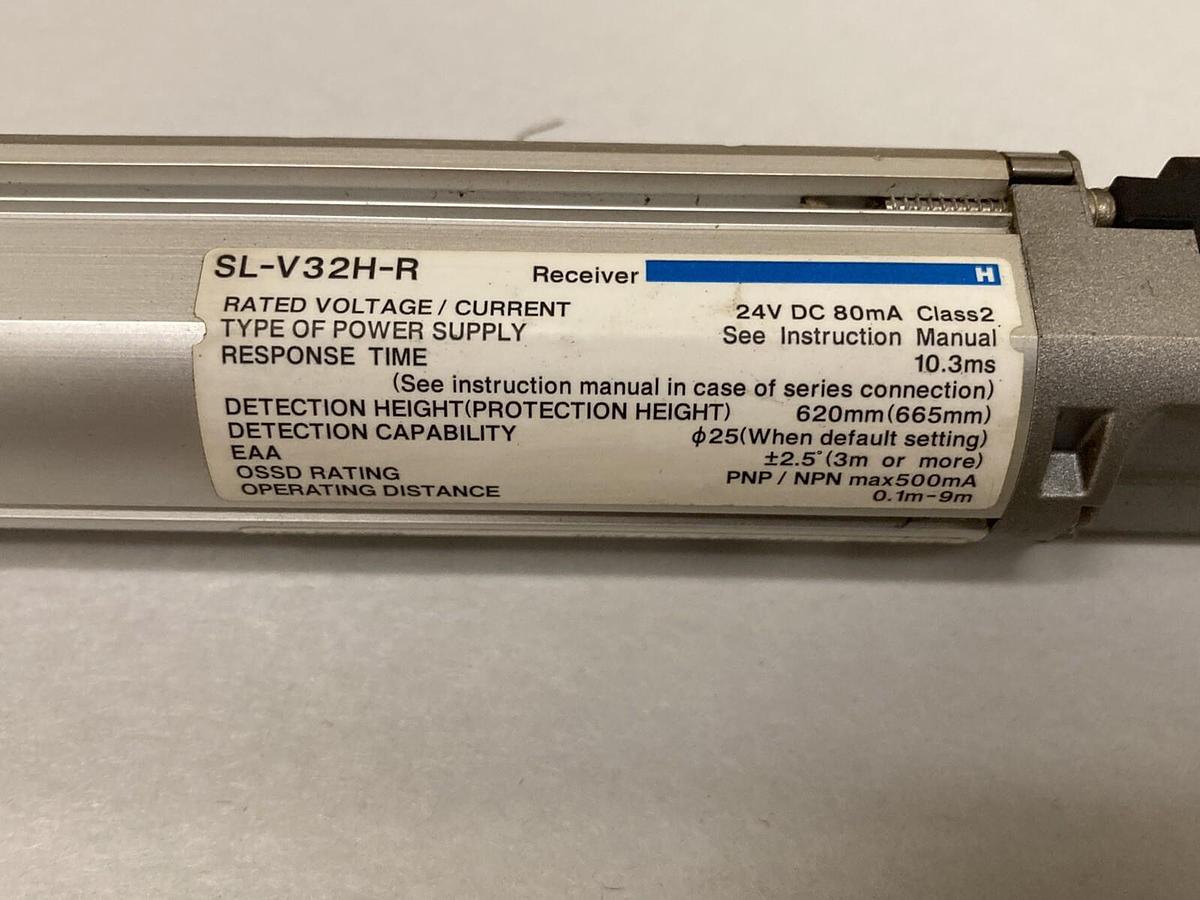 SL-V32H-R Receiver H
RATED VOLTAGE / CURRENT 24V DC 80mA Class2
TYPE OF POWER SUPPLY See Instruction Manual
RESPONSE TIME 10.3ms
(See instruction manual in case of series connection)
DETECTION HEIGHT(PROTECTION HEIGHT) 620mm(665mm)
DETECTION CAPABILITY ϕ25(When default setting)
EAA ±2.5°(3m or more)
OSSD RATING PNP / NPN max500mA
OPERATING DISTANCE 0.1m-9m